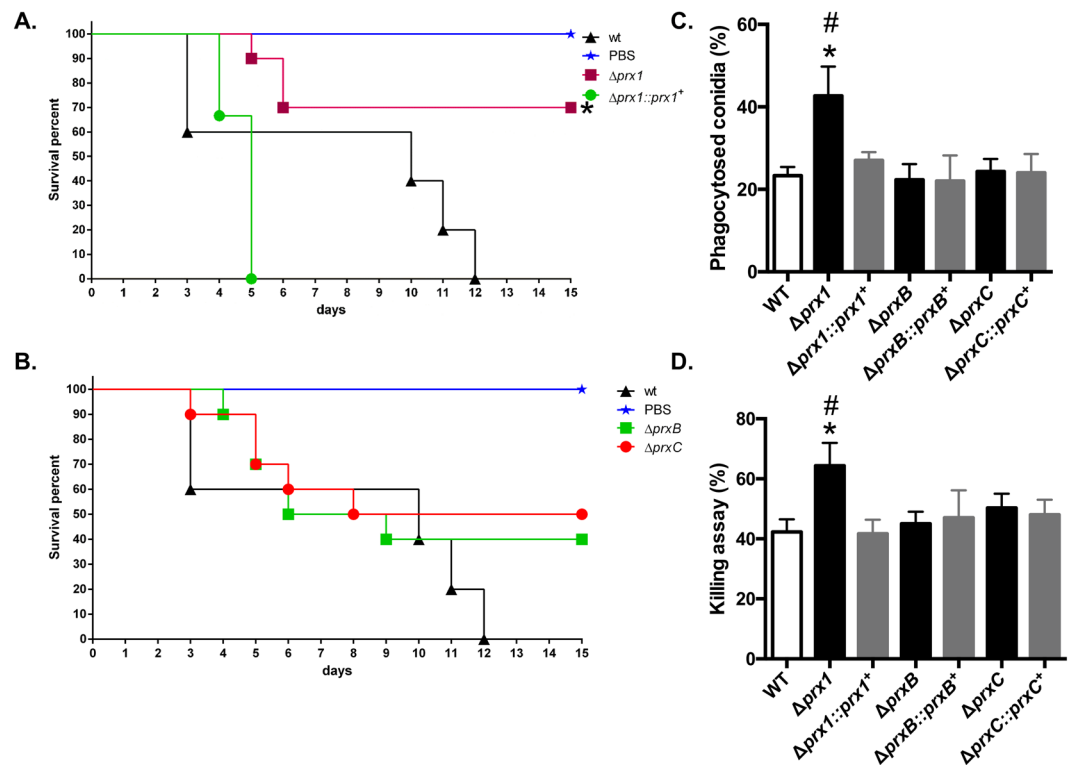 A.
Survival percent
100
90
80
70
60
50
40
30
20
10
0
0 1 2 3 4 5 6 7 8 9 10 11 12 13 14 15
days
wt
PBS
Δprx1
Δprx1::prx1⁺
*
B.
Survival percent
100
90
80
70
60
50
40
30
20
10
0
0 1 2 3 4 5 6 7 8 9 10 11 12 13 14 15
days
wt
PBS
ΔprxB
ΔprxC
C.
Phagocytosed conidia (%)
60
40
20
0
#
*
WT
Δprx1
Δprx1::prx1⁺
ΔprxB
ΔprxB::prxB⁺
ΔprxC
ΔprxC::prxC⁺
D.
Killing assay (%)
80
60
40
20
0
#
*
WT
Δprx1
Δprx1::prx1⁺
ΔprxB
ΔprxB::prxB⁺
ΔprxC
ΔprxC::prxC⁺